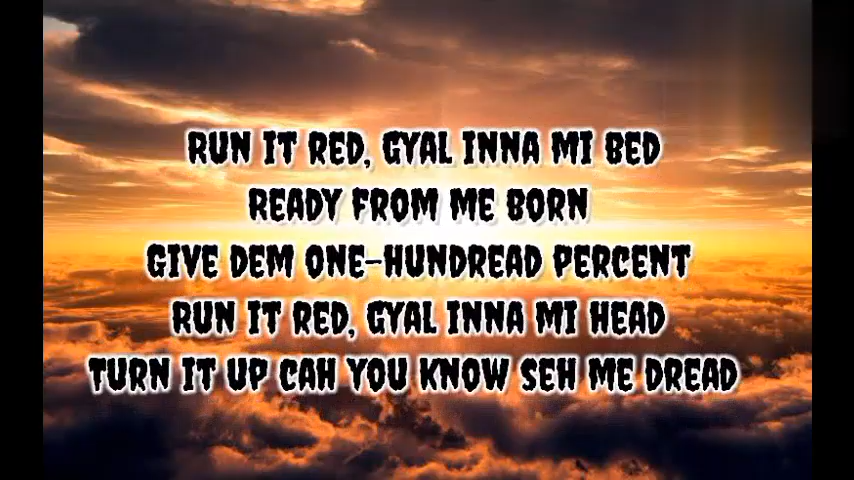 RUN IT RED, GYAL INNA MI BED
READY FROM ME BORN
GIVE DEM ONE-HUNDREAD PERCENT
RUN IT RED, GYAL INNA MI HEAD
TURN IT UP CAH YOU KNOW SEH ME DREAD